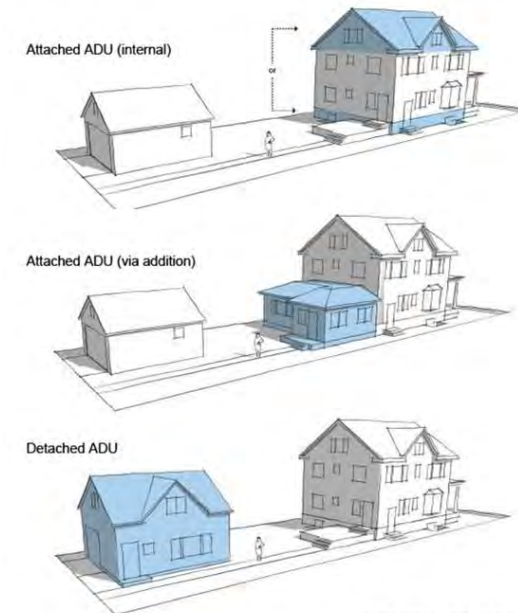 Attached ADU (internal)
or
Attached ADU (via addition)
Detached ADU